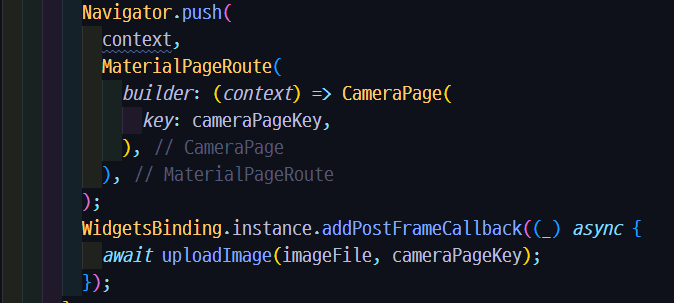 Navigator.push(
context,
MaterialPageRoute(
builder: (context) => CameraPage(
key: cameraPageKey,
), // CameraPage
), // MaterialPageRoute
);
WidgetsBinding.instance.addPostFrameCallback((_) async {
await uploadImage(imageFile, cameraPageKey);
});